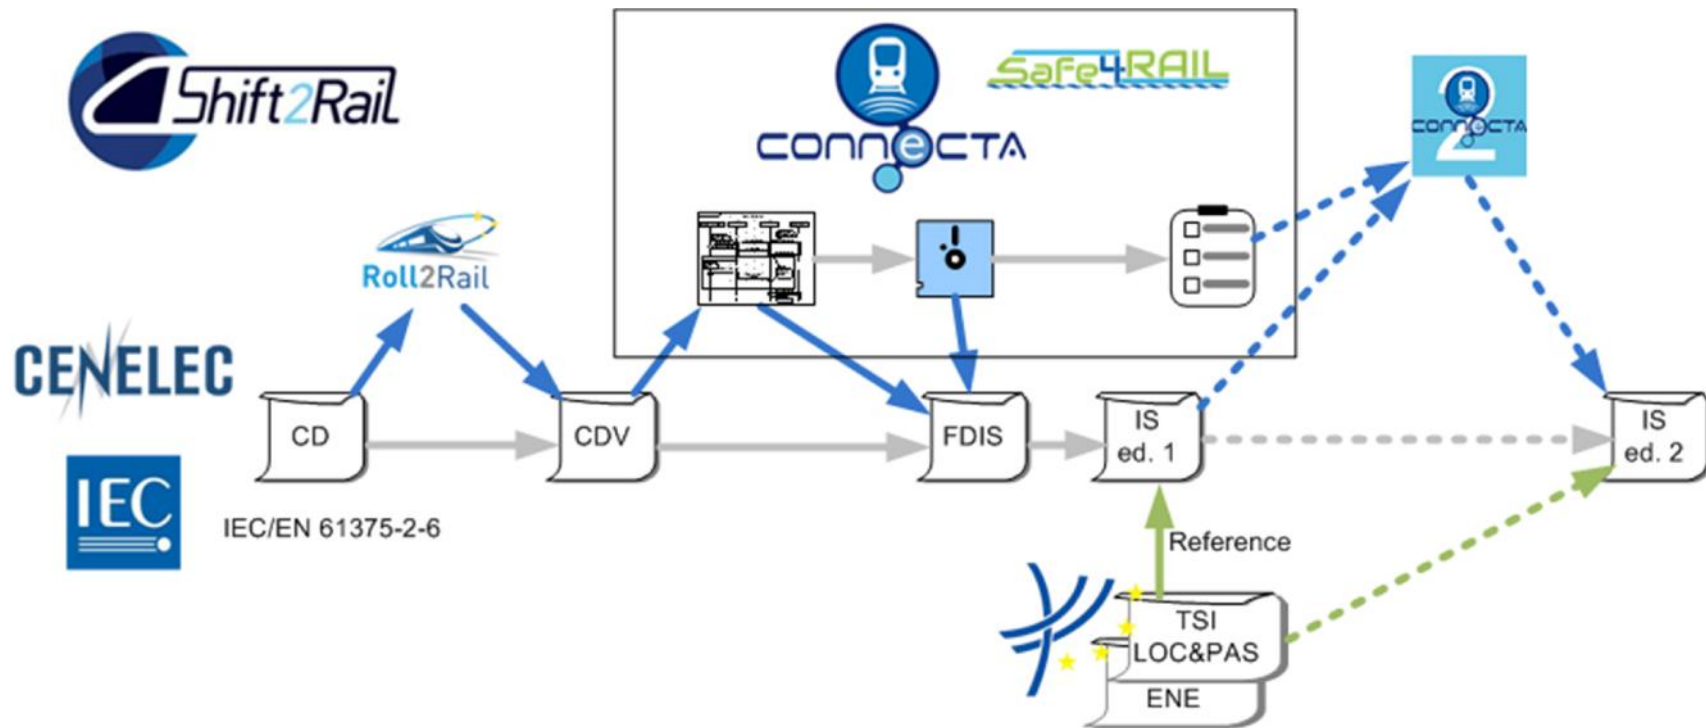 Shift2Rail
CONNECTA
Safe4RAIL
2
CONNECTA
Roll2Rail
CENELEC
CD
CDV
FDIS
IS
ed. 1
IS
ed. 2
IEC
IEC/EN 61375-2-6
Reference
TSI
LOC&PAS
ENE